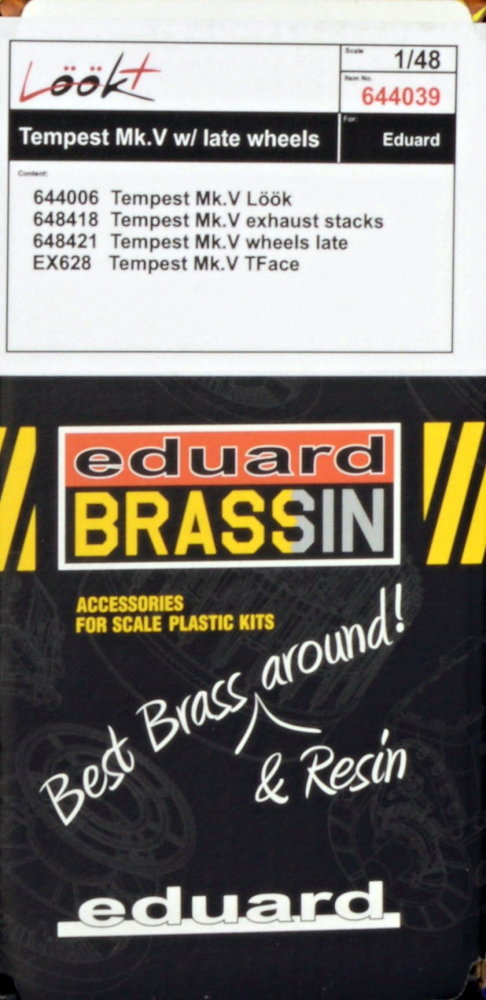 Löök+
Scale
1/48
Item No.
644039
Tempest Mk.V w/ late wheels
For:
Eduard
Content:
644006 Tempest Mk.V Löök
648418 Tempest Mk.V exhaust stacks
648421 Tempest Mk.V wheels late
EX628 Tempest Mk.V TFace
eduard
BRASSIN
ACCESSORIES
FOR SCALE PLASTIC KITS
Best Brass around!
& Resin
eduard